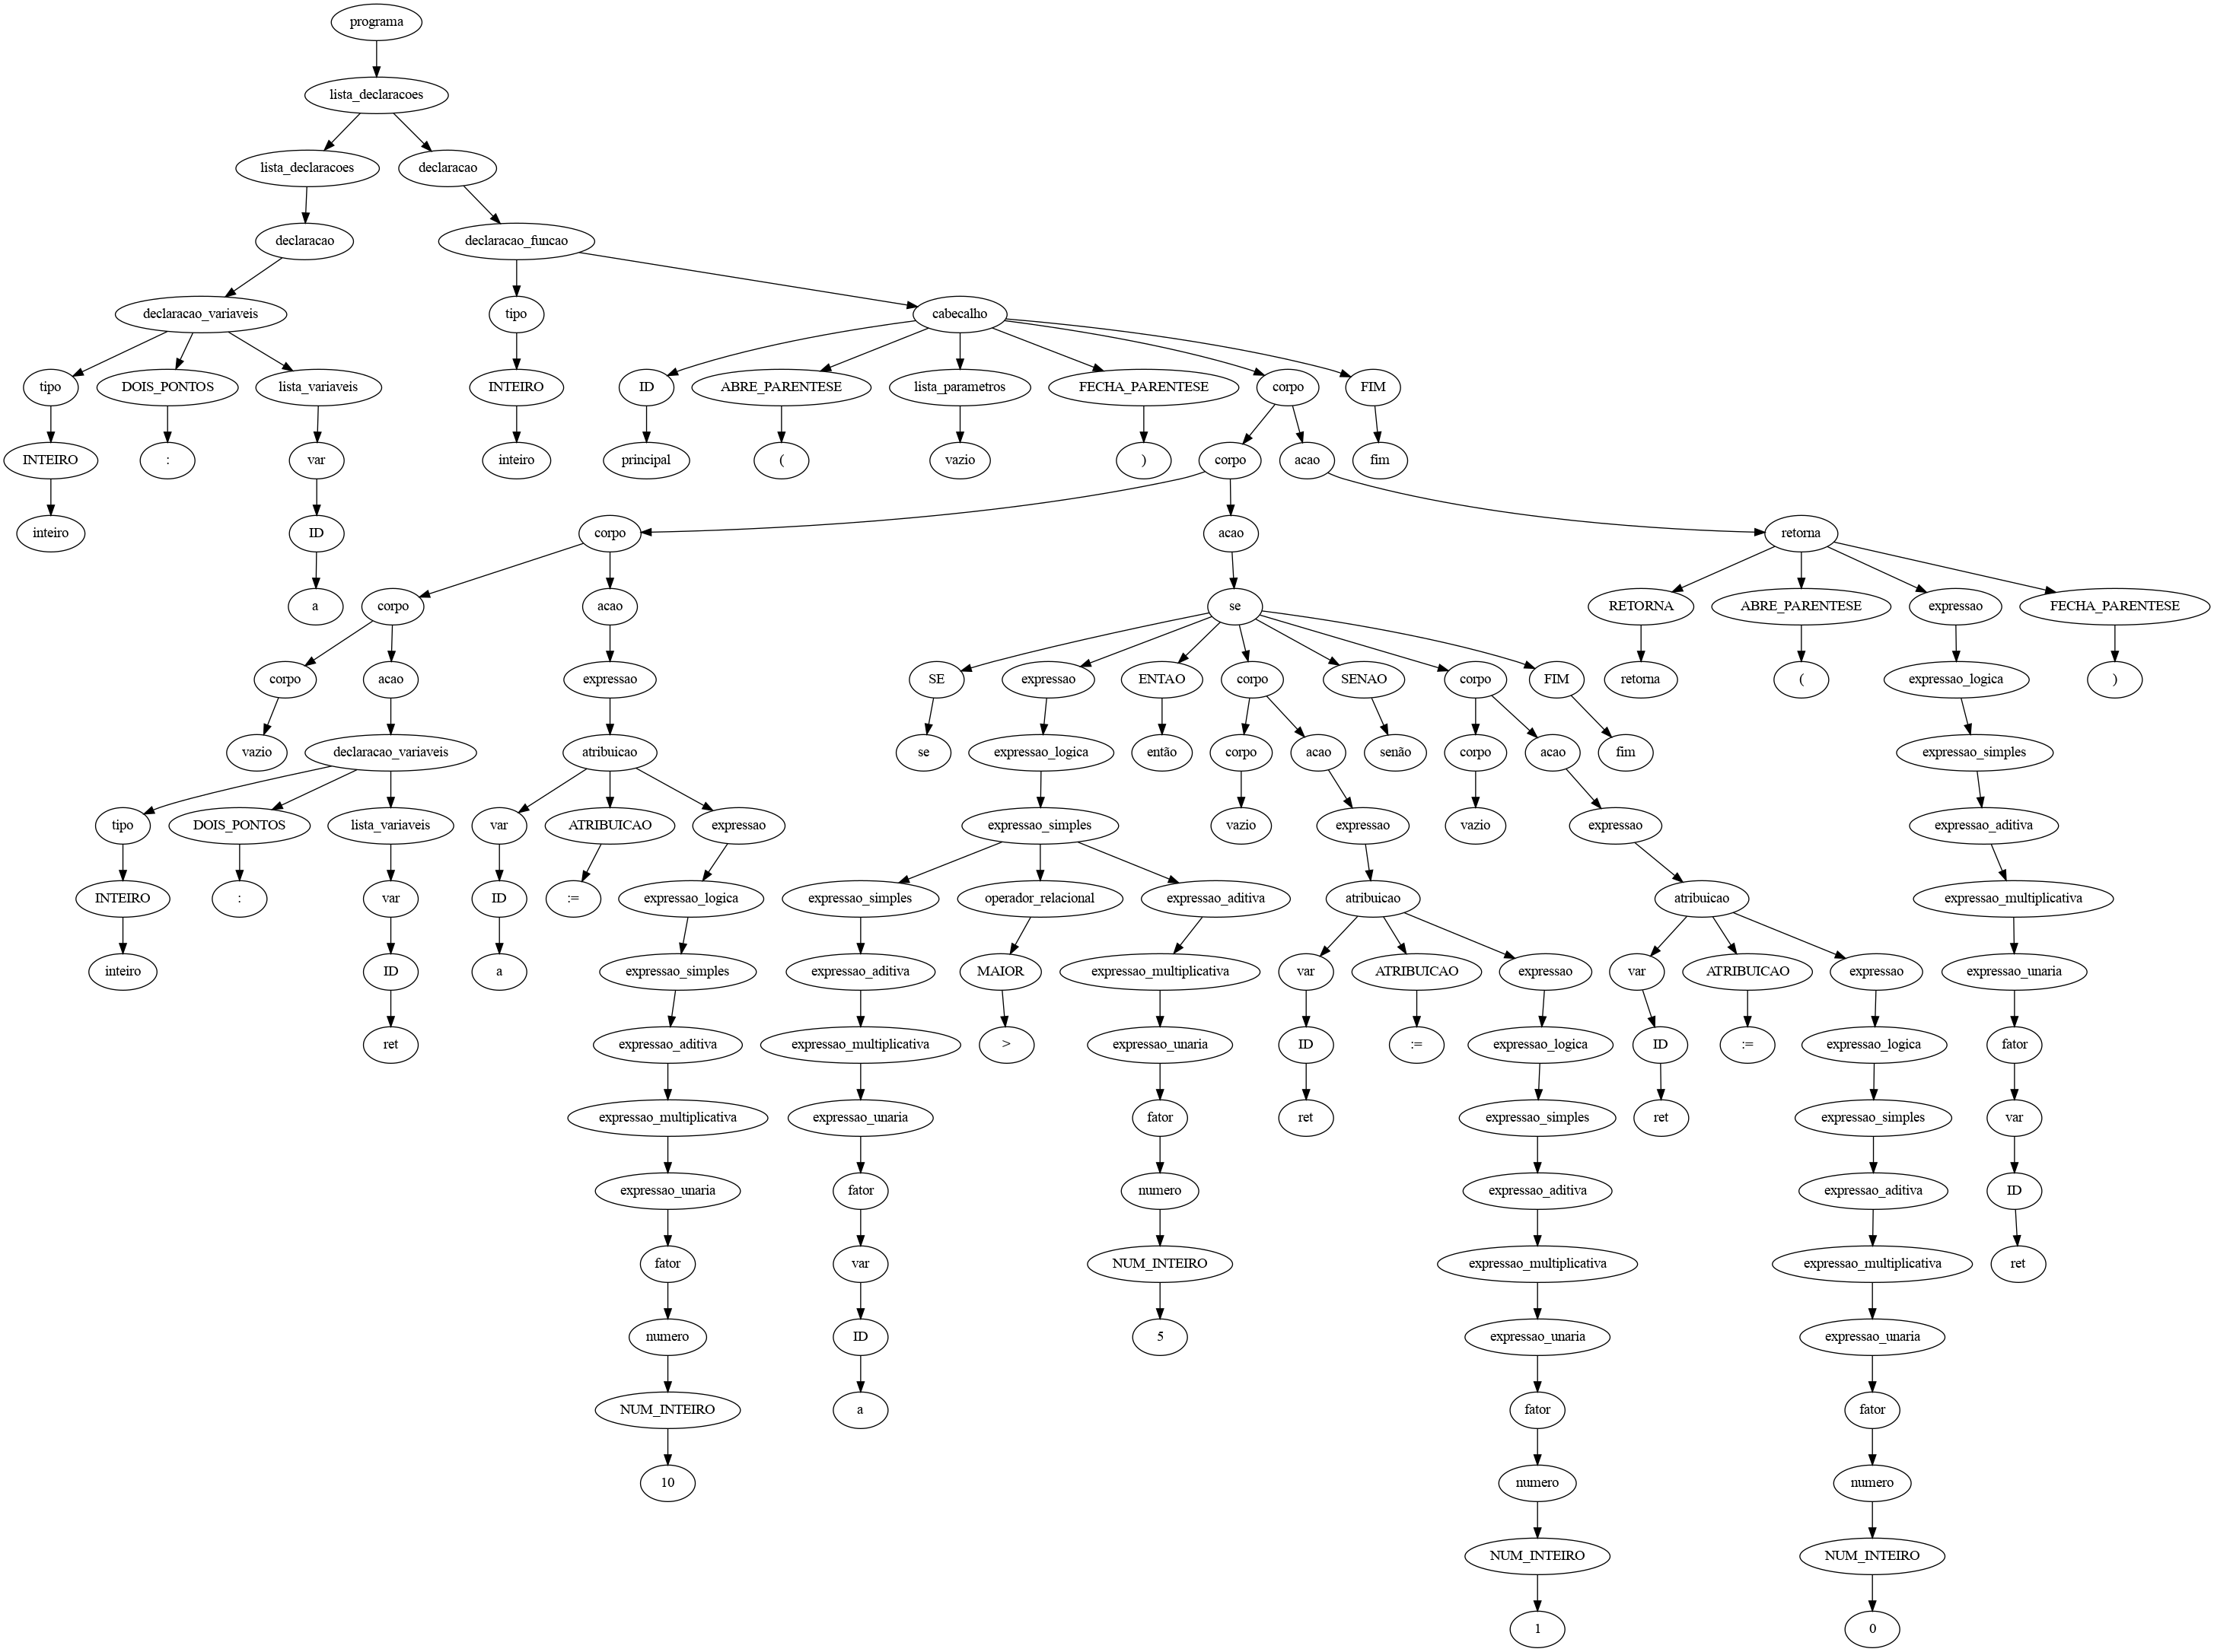 programa
lista_declaracoes
lista_declaracoes declaracao
declaracao declaracao_funcao
declaracao_variaveis tipo cabecalho
tipo DOIS_PONTOS lista_variaveis INTEIRO ID ABRE_PARENTESE lista_parametros FECHA_PARENTESE corpo FIM
INTEIRO : var inteiro principal ( vazio ) corpo acao fim
inteiro ID corpo acao retorna
a corpo acao se RETORNA ABRE_PARENTESE expressao FECHA_PARENTESE
corpo acao expressao SE expressao ENTAO corpo SENAO corpo FIM retorna ( expressao_logica )
vazio declaracao_variaveis atribuicao se expressao_logica então corpo acao senão corpo acao fim expressao_simples
tipo DOIS_PONTOS lista_variaveis var ATRIBUICAO expressao expressao_simples vazio expressao vazio expressao expressao_aditiva
INTEIRO : var ID := expressao_logica expressao_simples operador_relacional expressao_aditiva atribuicao atribuicao expressao_multiplicativa
inteiro ID a expressao_simples expressao_aditiva MAIOR expressao_multiplicativa var ATRIBUICAO expressao var ATRIBUICAO expressao expressao_unaria
ret expressao_aditiva expressao_multiplicativa > expressao_unaria ID := expressao_logica ID := expressao_logica fator
expressao_multiplicativa expressao_unaria fator ret expressao_simples ret expressao_simples var
expressao_unaria fator numero expressao_aditiva expressao_aditiva ID
fator var NUM_INTEIRO expressao_multiplicativa expressao_multiplicativa ret
numero ID 5 expressao_unaria expressao_unaria
NUM_INTEIRO a fator fator
10 numero numero
NUM_INTEIRO NUM_INTEIRO
1 0